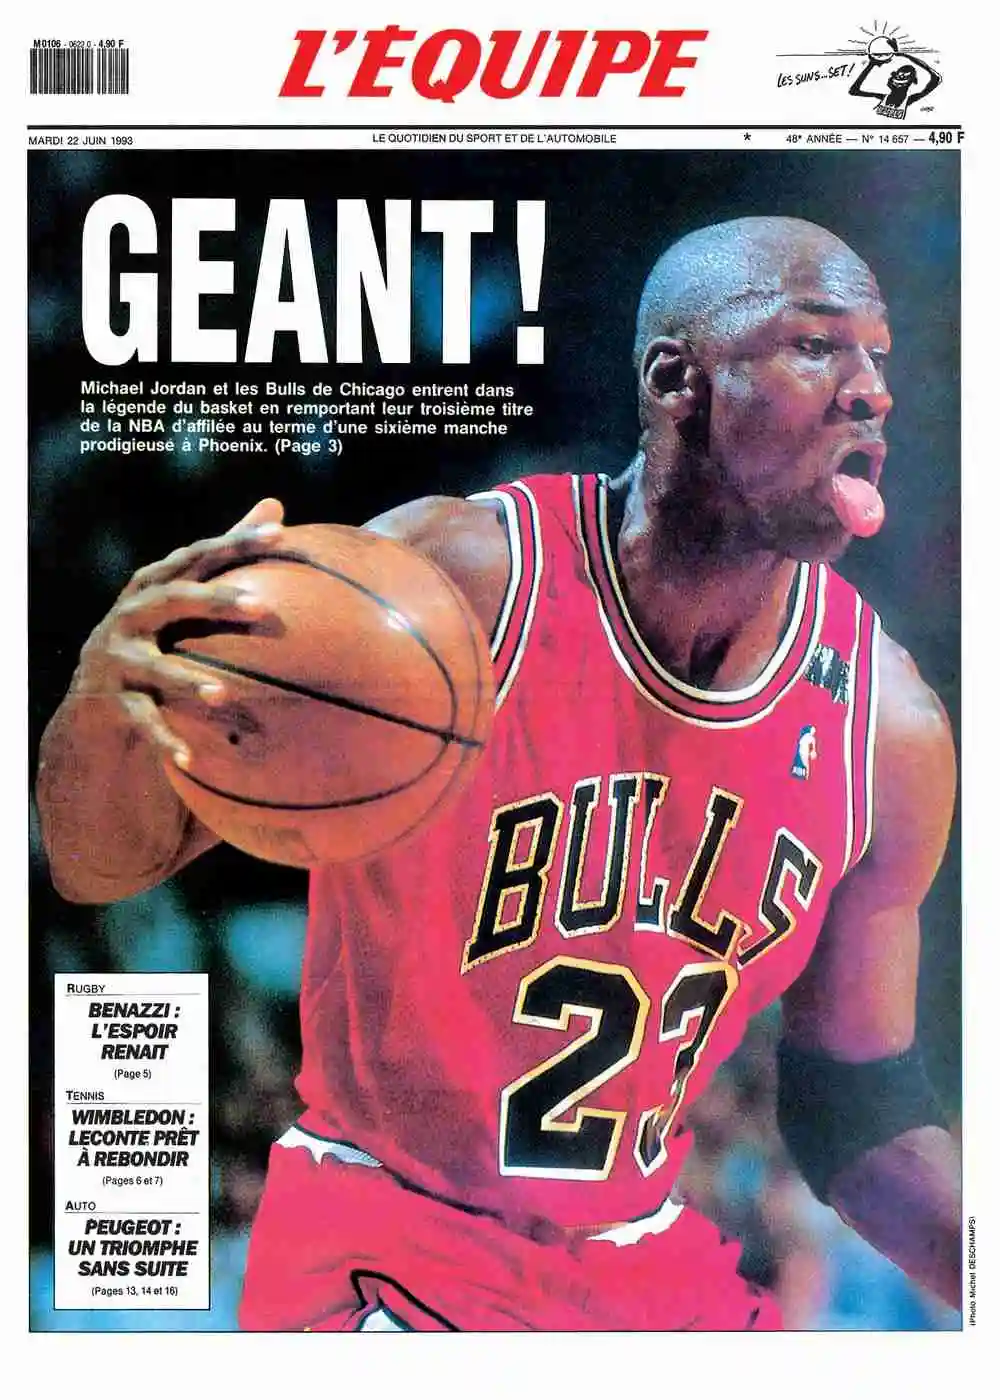 M0106 - 0622 0 - 4,90 F
L'ÉQUIPE
LES SUNS...SET!
MARDI 22 JUIN 1993
LE QUOTIDIEN DU SPORT ET DE L'AUTOMOBILE
* 48e ANNÉE — N° 14 657 — 4,90 F
GEANT!
Michael Jordan et les Bulls de Chicago entrent dans
la légende du basket en remportant leur troisième titre
de la NBA d'affilée au terme d'une sixième manche
prodigieuse à Phoenix. (Page 3)
BULLS
23
RUGBY
BENAZZI :
L'ESPOIR
RENAIT
(Page 5)
TENNIS
WIMBLEDON :
LECONTE PRÊT
À REBONDIR
(Pages 6 et 7)
AUTO
PEUGEOT :
UN TRIOMPHE
SANS SUITE
(Pages 13, 14 et 16)
(Photo Michel DESCHAMPS)